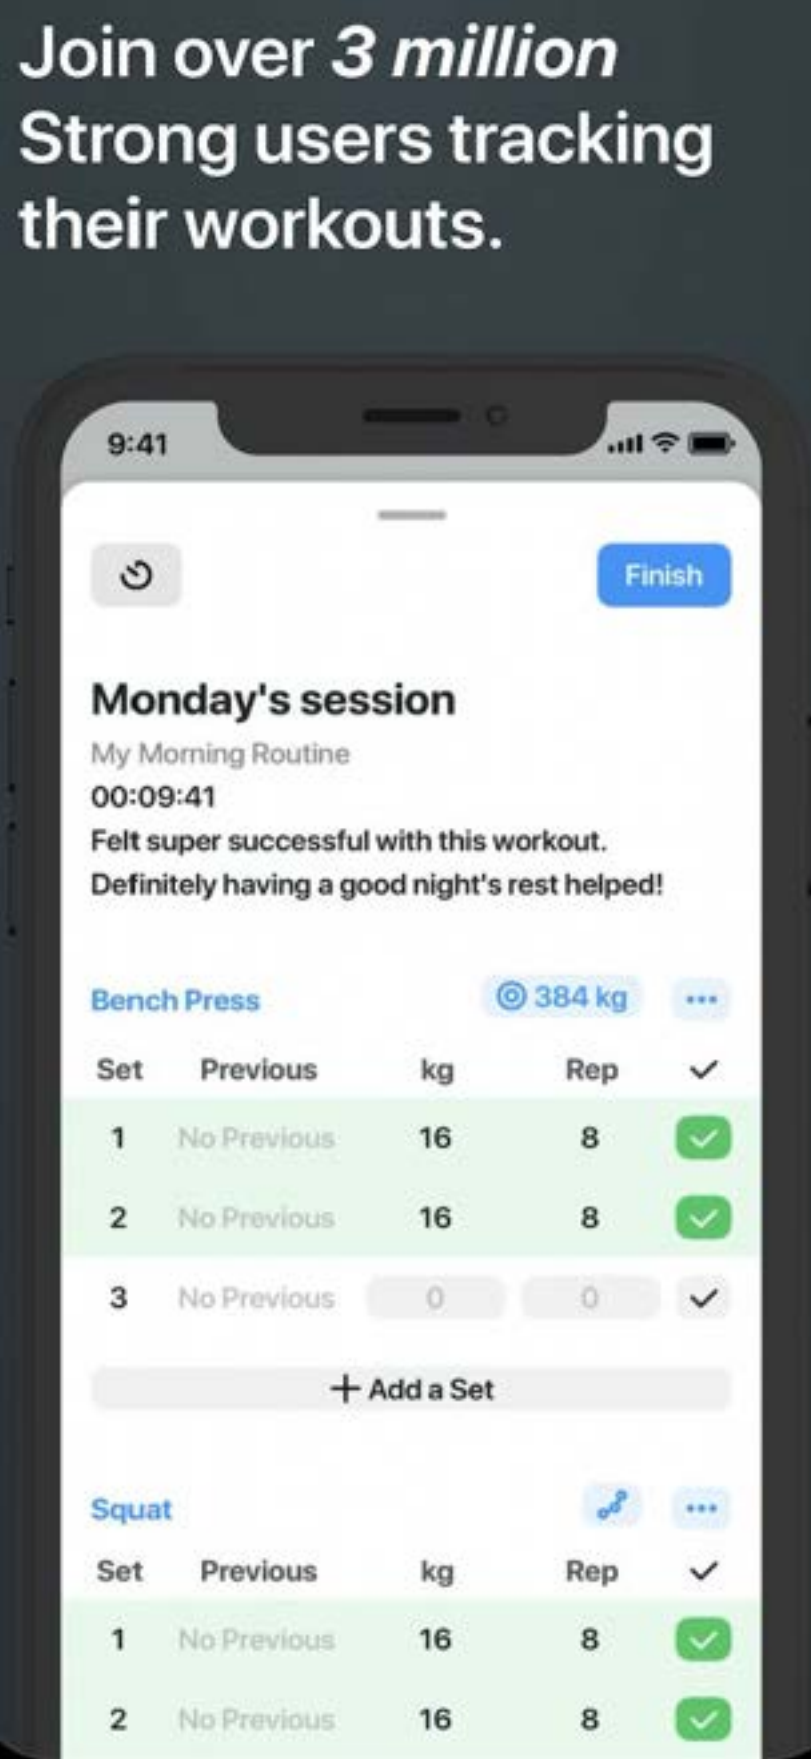 Join over 3 million
Strong users tracking
their workouts.
9:41
Finish
Monday's session
My Morning Routine
00:09:41
Felt super successful with this workout.
Definitely having a good night's rest helped!
Bench Press 384 kg
Set Previous kg Rep
1 No Previous 16 8
2 No Previous 16 8
3 No Previous 0 0
+ Add a Set
Squat
Set Previous kg Rep
1 No Previous 16 8
2 No Previous 16 8